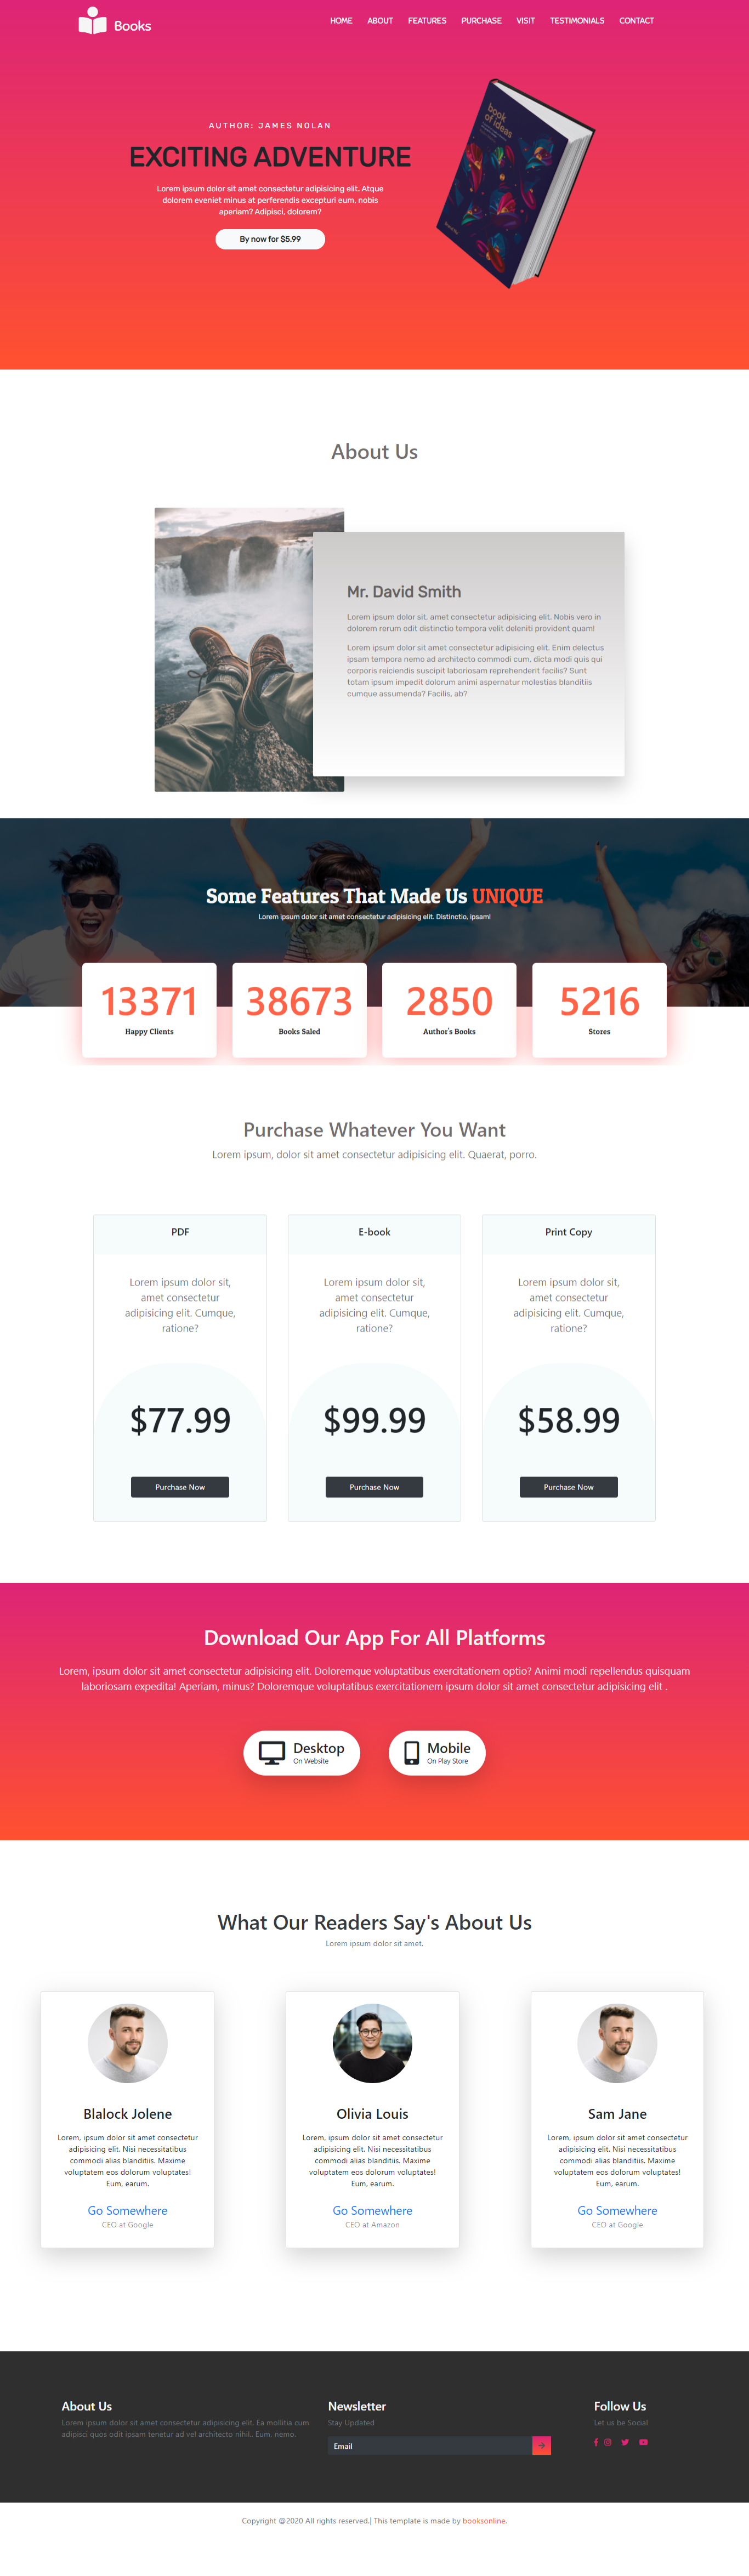 Books
HOME ABOUT FEATURES PURCHASE VISIT TESTIMONIALS CONTACT
AUTHOR: JAMES NOLAN
EXCITING ADVENTURE
Lorem ipsum dolor sit amet consectetur adipisicing elit. Atque
dolorem eveniet minus at perferendis excepturi eum, nobis
aperiam? Adipisci, dolorem?
By now for $5.99
book
of ideas
About Us
Mr. David Smith
Lorem ipsum dolor sit, amet consectetur adipisicing elit. Nobis vero in
dolorem rerum odit distinctio tempora velit deleniti provident quam!
Lorem ipsum dolor sit amet consectetur adipisicing elit. Enim delectus
ipsam tempora nemo ad architecto commodi cum, dicta modi quis qui
corporis reiciendis suscipit laboriosam reprehenderit facilis? Sunt
totam ipsum impedit dolorum animi aspernatur molestias blanditiis
cumque assumenda? Facilis, ab?
Some Features That Made Us UNIQUE
Lorem ipsum dolor sit amet consectetur adipisicing elit. Distinctio, ipsam!
13371
Happy Clients
38673
Books Saled
2850
Author's Books
5216
Stores
Purchase Whatever You Want
Lorem ipsum, dolor sit amet consectetur adipisicing elit. Quaerat, porro.
PDF
Lorem ipsum dolor sit,
amet consectetur
adipisicing elit. Cumque,
ratione?
$77.99
Purchase Now
E-book
Lorem ipsum dolor sit,
amet consectetur
adipisicing elit. Cumque,
ratione?
$99.99
Purchase Now
Print Copy
Lorem ipsum dolor sit,
amet consectetur
adipisicing elit. Cumque,
ratione?
$58.99
Purchase Now
Download Our App For All Platforms
Lorem, ipsum dolor sit amet consectetur adipisicing elit. Doloremque voluptatibus exercitationem optio? Animi modi repellendus quisquam
laboriosam expedita! Aperiam, minus? Doloremque voluptatibus exercitationem ipsum dolor sit amet consectetur adipisicing elit .
Desktop
On Website
Mobile
On Play Store
What Our Readers Say's About Us
Lorem ipsum dolor sit amet.
Blalock Jolene
Lorem, ipsum dolor sit amet consectetur
adipisicing elit. Nisi necessitatibus
commodi alias blanditiis. Maxime
voluptatem eos dolorum voluptates!
Eum, earum.
Go Somewhere
CEO at Google
Olivia Louis
Lorem, ipsum dolor sit amet consectetur
adipisicing elit. Nisi necessitatibus
commodi alias blanditiis. Maxime
voluptatem eos dolorum voluptates!
Eum, earum.
Go Somewhere
CEO at Amazon
Sam Jane
Lorem, ipsum dolor sit amet consectetur
adipisicing elit. Nisi necessitatibus
commodi alias blanditiis. Maxime
voluptatem eos dolorum voluptates!
Eum, earum.
Go Somewhere
CEO at Google
About Us
Lorem ipsum dolor sit amet consectetur adipisicing elit. Ea mollitia cum
adipisci quos odit ipsam tenetur ad vel architecto nihil.. Eum, nemo.
Newsletter
Stay Updated
Email
Follow Us
Let us be Social
Copyright @2020 All rights reserved.| This template is made by booksonline.